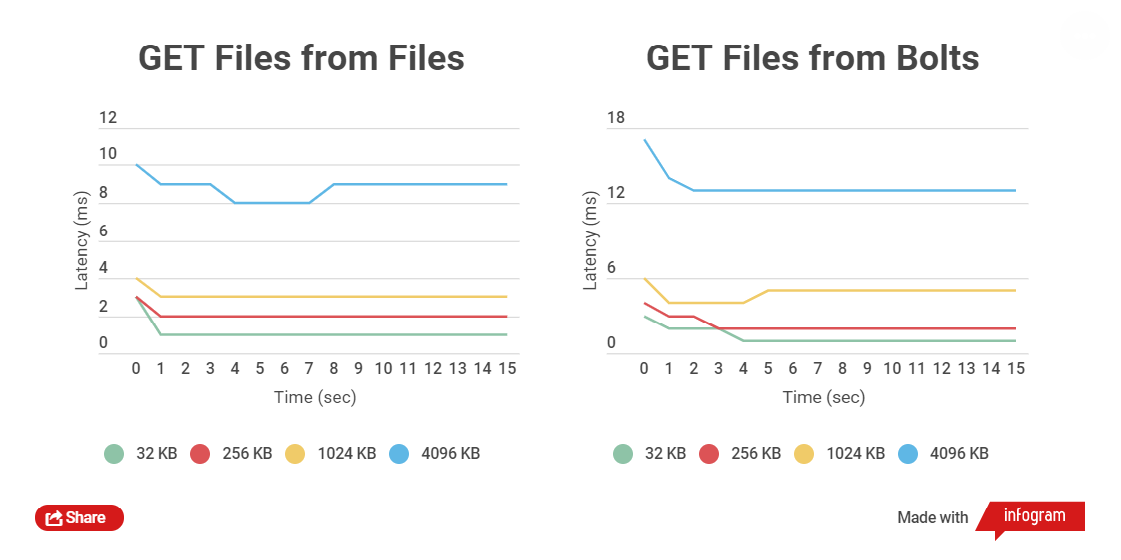 GET Files from Files
12
10
8
6
4
2
0
Latency (ms)
0 1 2 3 4 5 6 7 8 9 10 11 12 13 14 15
Time (sec)
32 KB 256 KB 1024 KB 4096 KB
GET Files from Bolts
18
12
6
0
Latency (ms)
0 1 2 3 4 5 6 7 8 9 10 11 12 13 14 15
Time (sec)
32 KB 256 KB 1024 KB 4096 KB
Share
Made with infogram